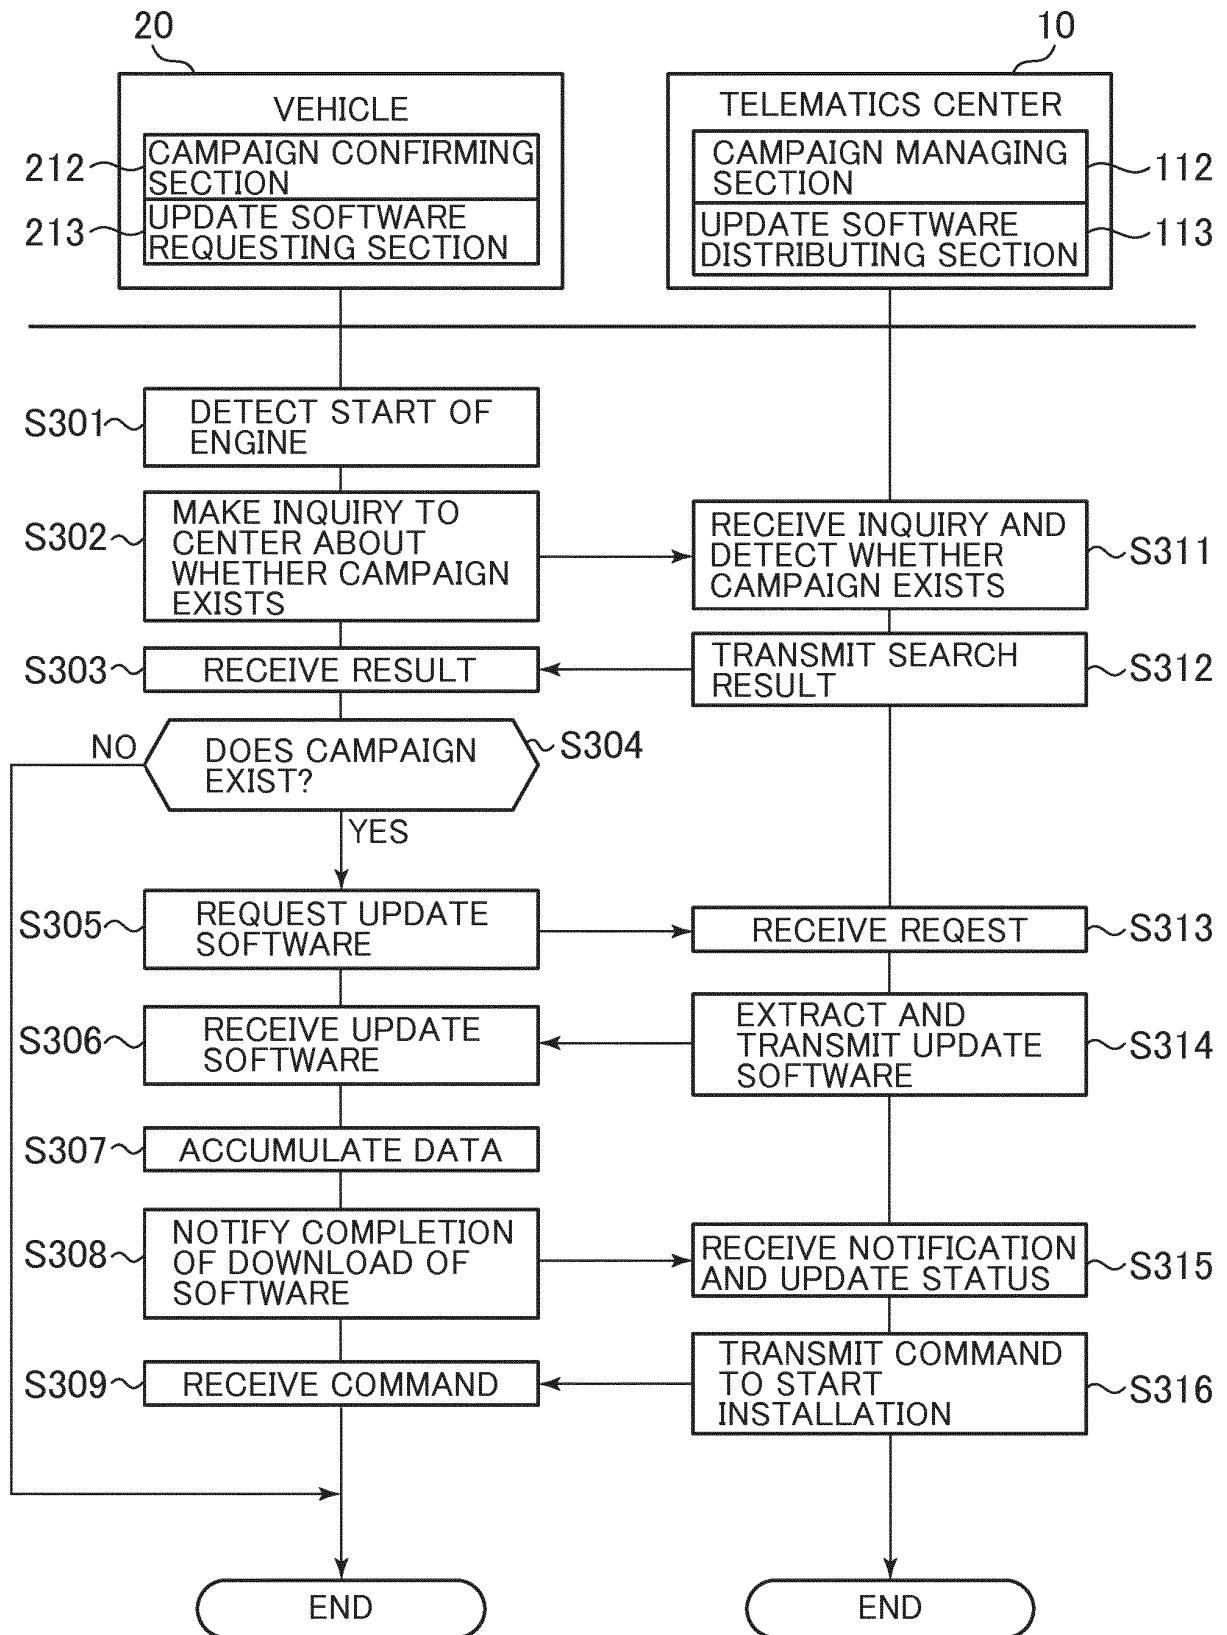 20
10
VEHICLE
TELEMATICS CENTER
212
CAMPAIGN CONFIRMING
SECTION
CAMPAIGN MANAGING
SECTION
112
213
UPDATE SOFTWARE
REQUESTING SECTION
UPDATE SOFTWARE
DISTRIBUTING SECTION
113
S301
DETECT START OF
ENGINE
S302
MAKE INQUIRY TO
CENTER ABOUT
WHETHER CAMPAIGN
EXISTS
RECEIVE INQUIRY AND
DETECT WHETHER
CAMPAIGN EXISTS
S311
S303
RECEIVE RESULT
TRANSMIT SEARCH
RESULT
S312
NO
DOES CAMPAIGN
EXIST?
S304
YES
S305
REQUEST UPDATE
SOFTWARE
RECEIVE REQEST
S313
S306
RECEIVE UPDATE
SOFTWARE
EXTRACT AND
TRANSMIT UPDATE
SOFTWARE
S314
S307
ACCUMULATE DATA
S308
NOTIFY COMPLETION
OF DOWNLOAD OF
SOFTWARE
RECEIVE NOTIFICATION
AND UPDATE STATUS
S315
S309
RECEIVE COMMAND
TRANSMIT COMMAND
TO START
INSTALLATION
S316
END
END